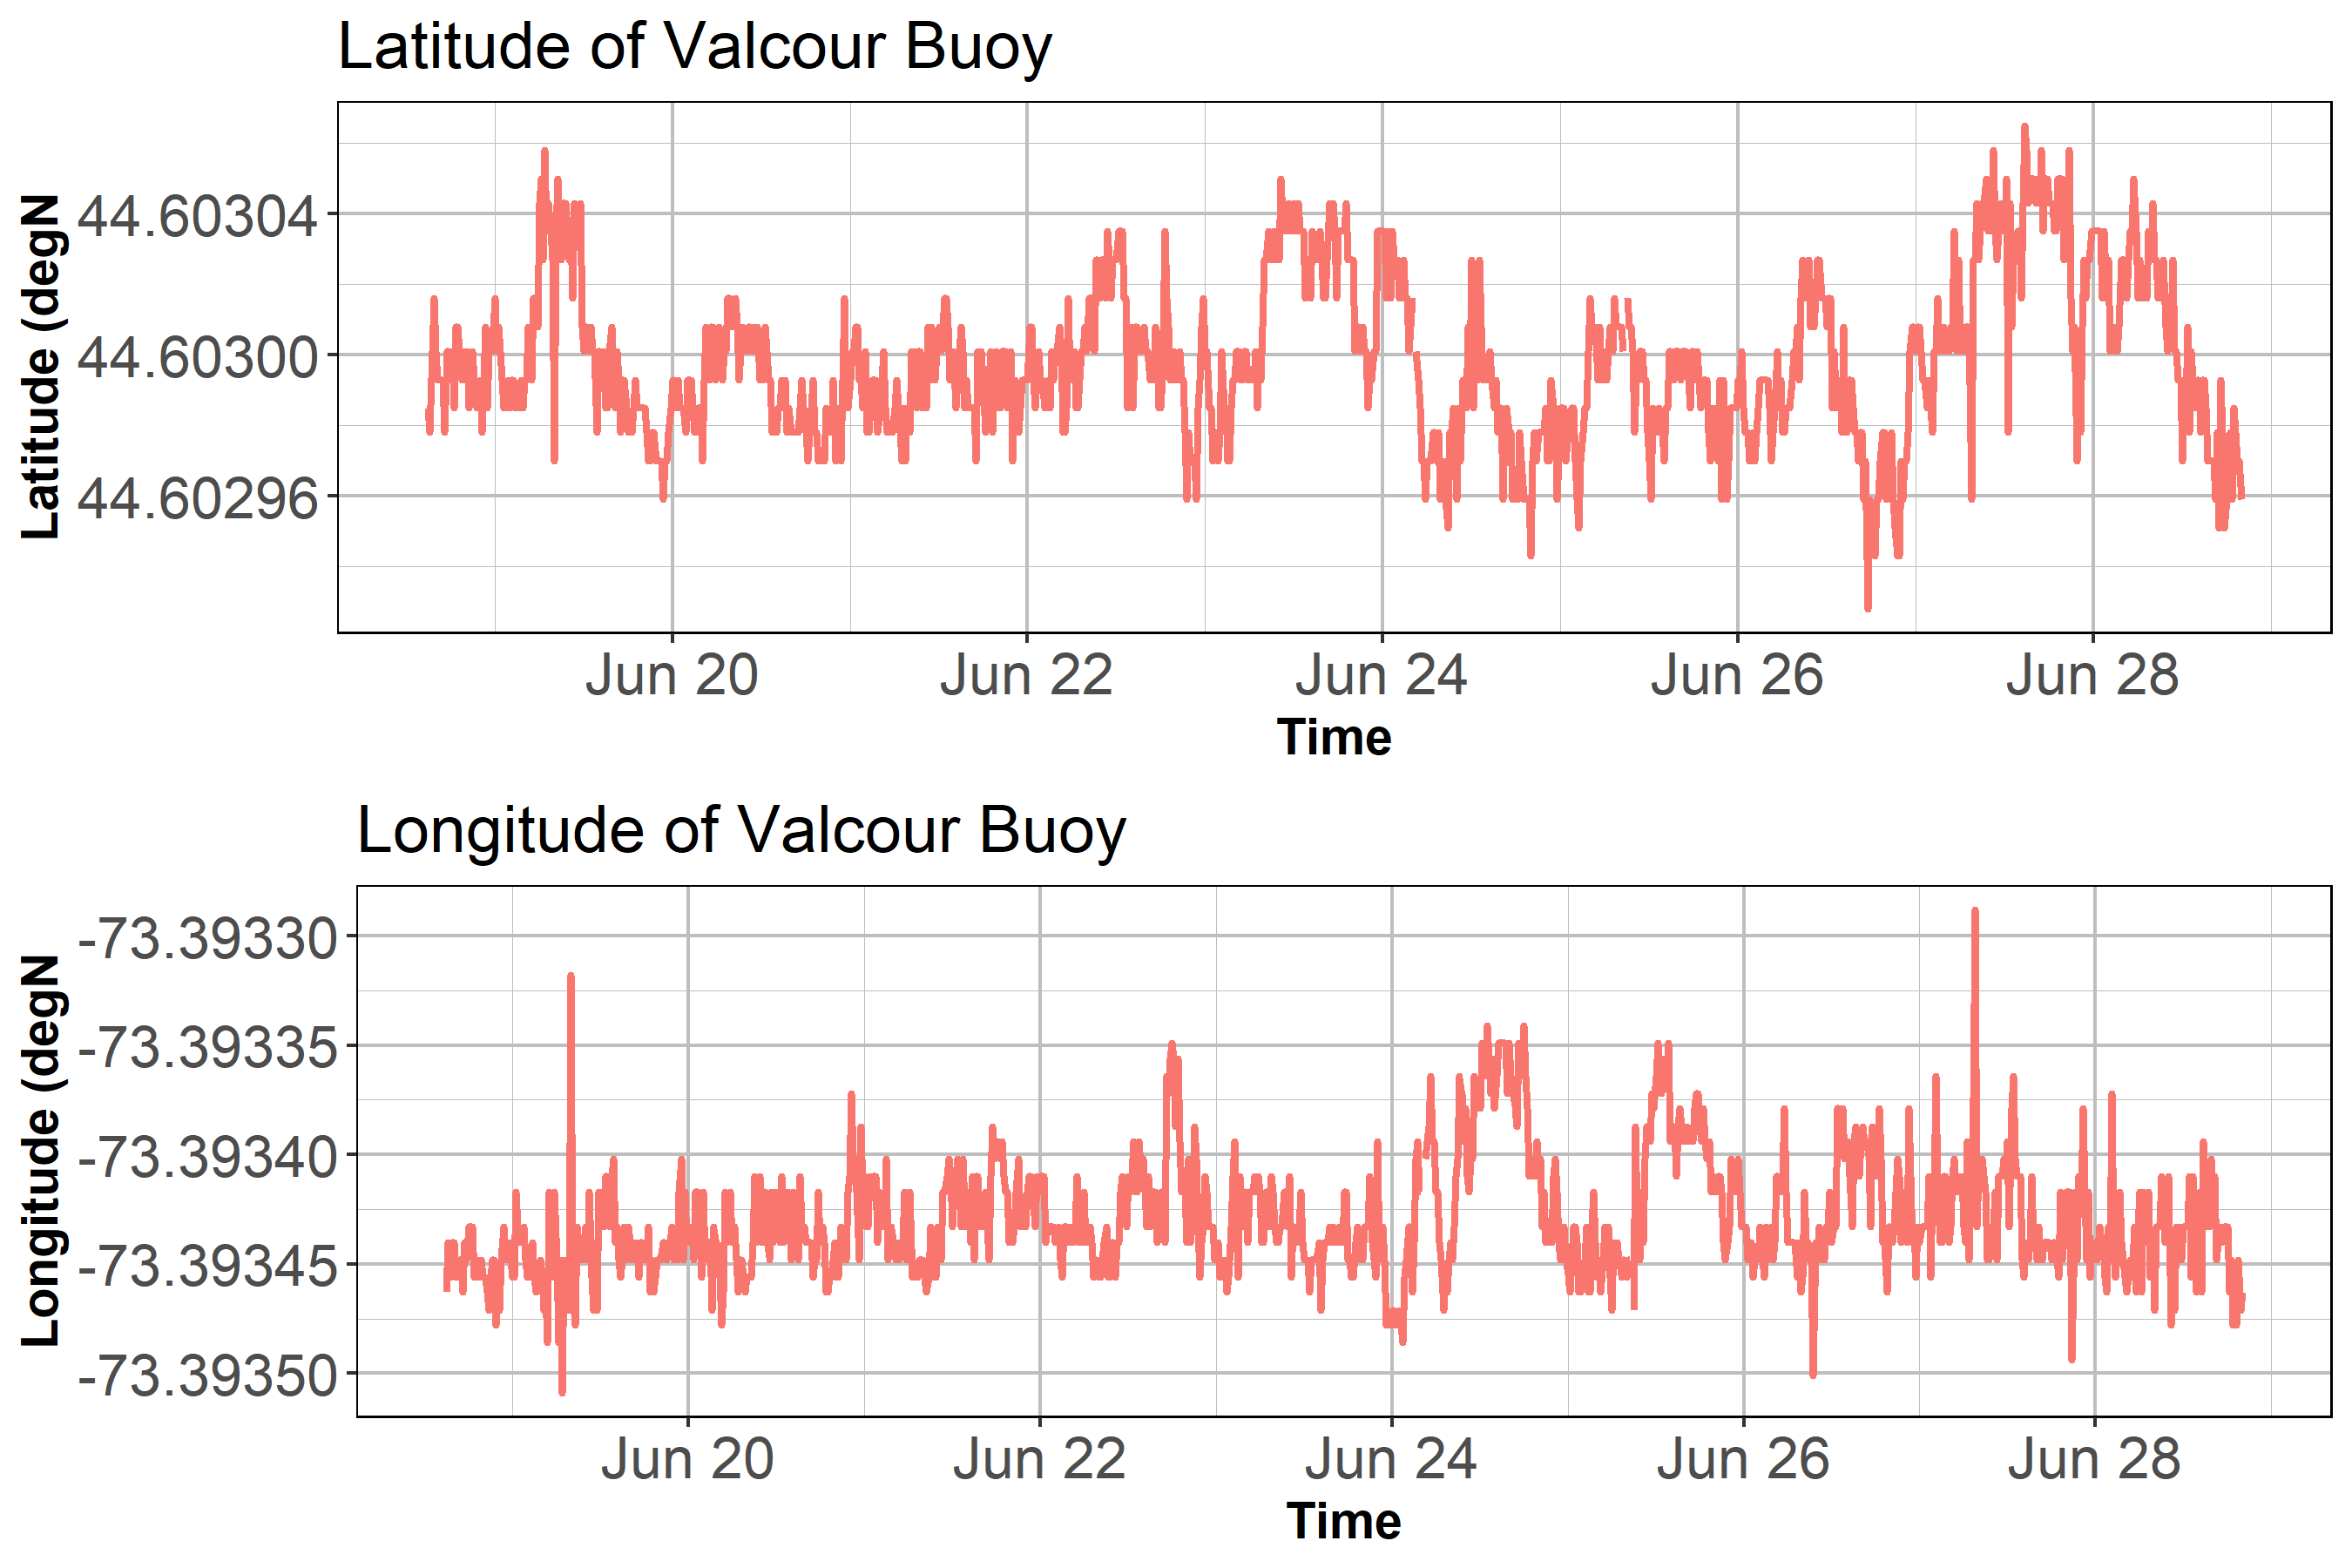 Latitude of Valcour Buoy
Latitude (degN
44.60304
44.60300
44.60296
Jun 20 Jun 22 Jun 24 Jun 26 Jun 28
Time
Longitude of Valcour Buoy
Longitude (degN
-73.39330
-73.39335
-73.39340
-73.39345
-73.39350
Jun 20 Jun 22 Jun 24 Jun 26 Jun 28
Time